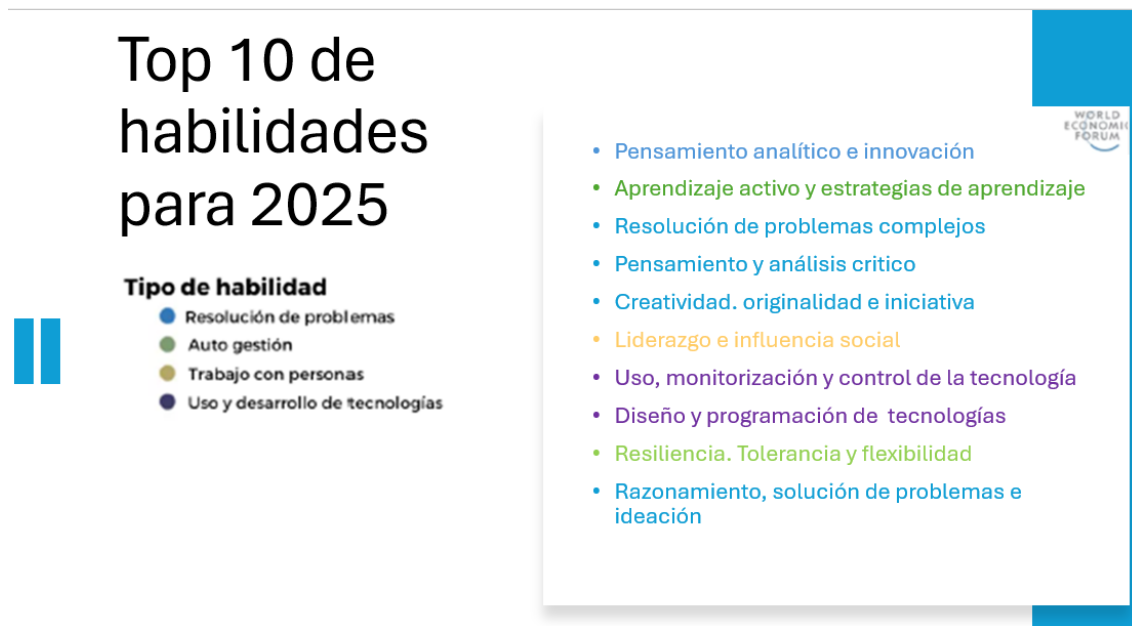 Top 10 de
habilidades
para 2025
Tipo de habilidad
Resolución de problemas
Auto gestión
Trabajo con personas
Uso y desarrollo de tecnologías
WORLD
ECONOMIC
FORUM
• Pensamiento analítico e innovación
• Aprendizaje activo y estrategias de aprendizaje
• Resolución de problemas complejos
• Pensamiento y análisis critico
• Creatividad. originalidad e iniciativa
• Liderazgo e influencia social
• Uso, monitorización y control de la tecnología
• Diseño y programación de tecnologías
• Resiliencia. Tolerancia y flexibilidad
• Razonamiento, solución de problemas e
ideación